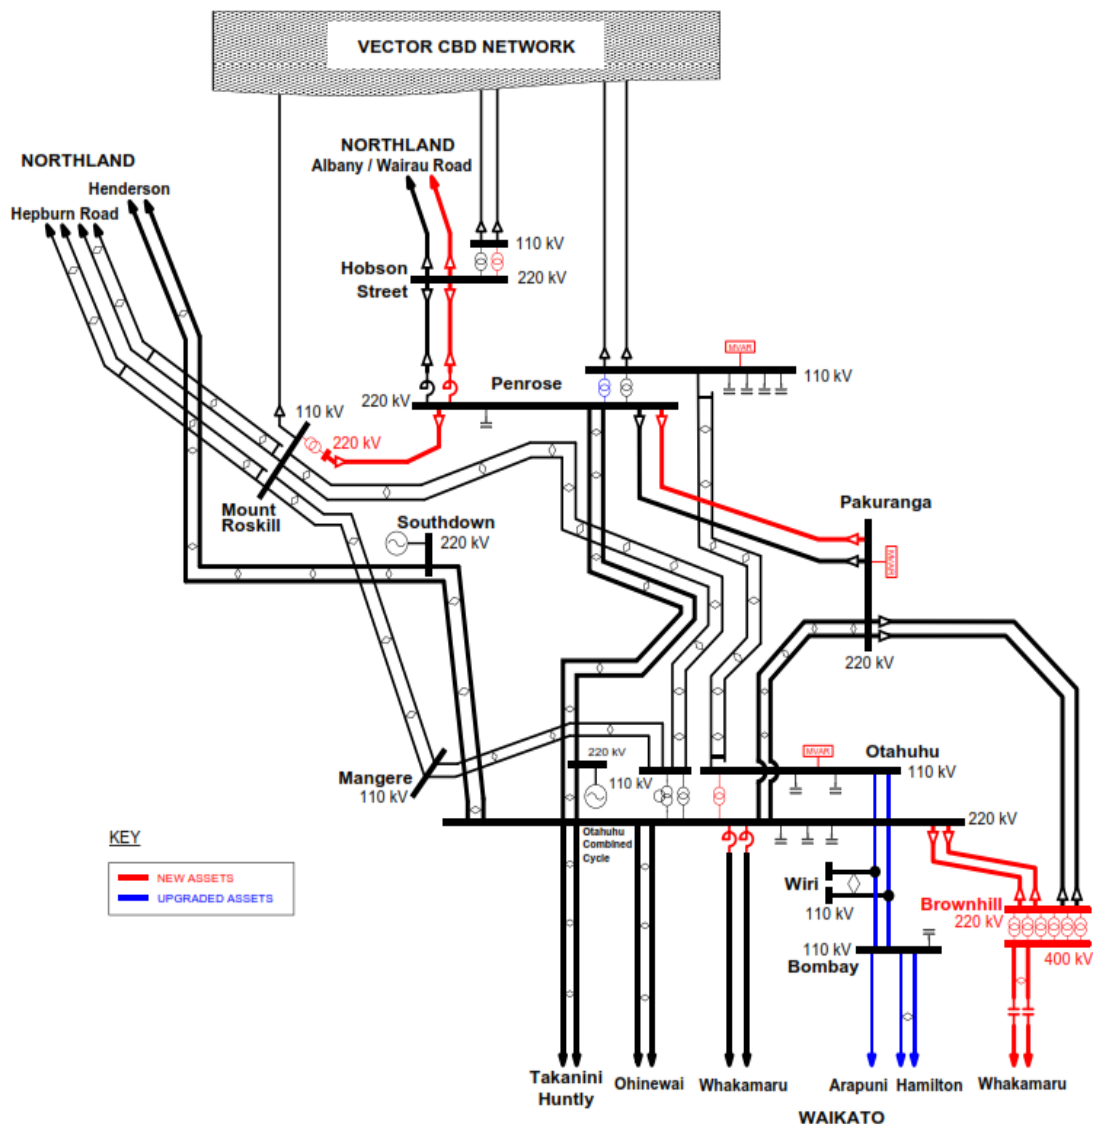 VECTOR CBD NETWORK
NORTHLAND
Albany / Wairau Road
NORTHLAND
Henderson
Hepburn Road
110 kV
Hobson
Street
220 kV
MVAR
110 kV
Penrose
220 kV
110 kV
220 kV
Mount
Roskill
Southdown
220 kV
Pakuranga
MVAR
220 kV
Mangere
110 kV
220 kV
110 kV
MVAR
Otahuhu
110 kV
220 kV
Otahuhu
Combined
Cycle
KEY
NEW ASSETS
UPGRADED ASSETS
Wiri
110 kV
Brownhill
220 kV
400 kV
110 kV
Bombay
Takanini
Huntly
Ohinewai
Whakamaru
Arapuni
Hamilton
Whakamaru
WAIKATO